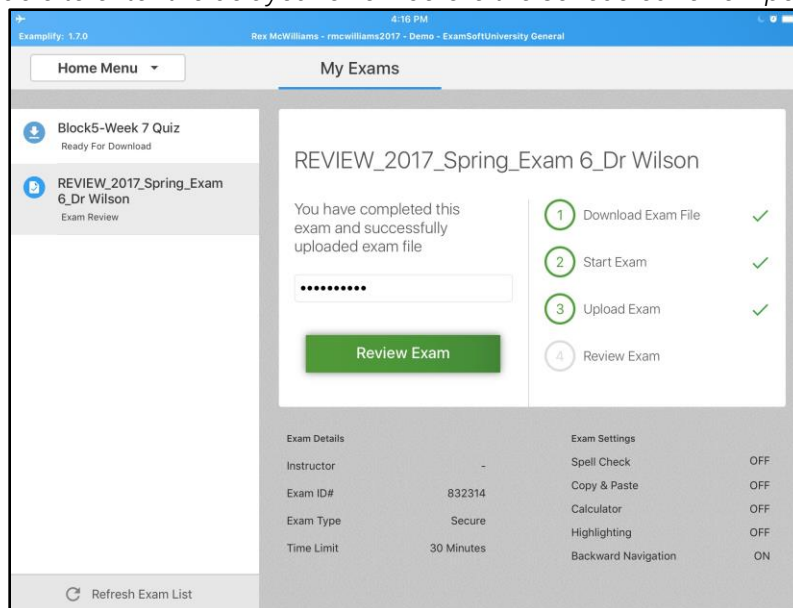 4:16 PM
Examplify: 1.7.0
Rex McWilliams - rmcwilliams2017 - Demo - ExamSoftUniversity General
Home Menu
My Exams
Block5-Week 7 Quiz
Ready For Download
REVIEW_2017_Spring_Exam
6_Dr Wilson
Exam Review
Refresh Exam List
REVIEW_2017_Spring_Exam 6_Dr Wilson
You have completed this
exam and successfully
uploaded exam file
••••••••••
Review Exam
1 Download Exam File
2 Start Exam
3 Upload Exam
4 Review Exam
Exam Details
Instructor -
Exam ID# 832314
Exam Type Secure
Time Limit 30 Minutes
Exam Settings
Spell Check OFF
Copy & Paste OFF
Calculator OFF
Highlighting OFF
Backward Navigation ON